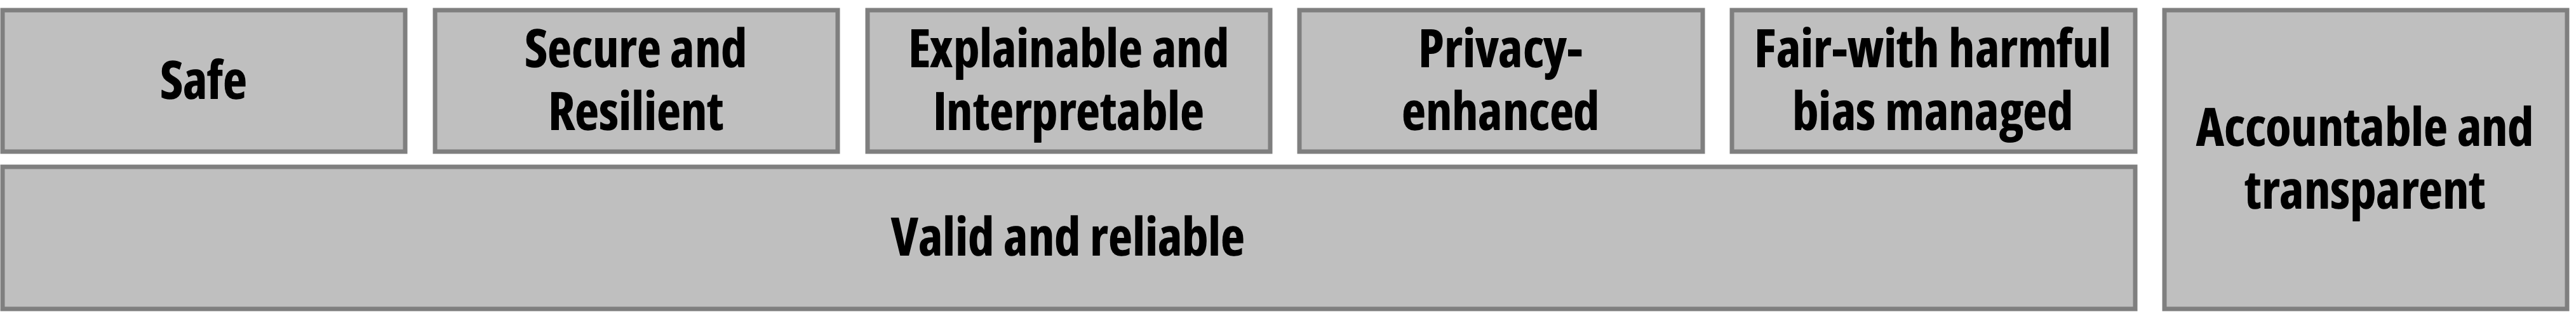 Safe
Secure and
Resilient
Explainable and
Interpretable
Privacy-
enhanced
Fair-with harmful
bias managed
Accountable and
transparent
Valid and reliable